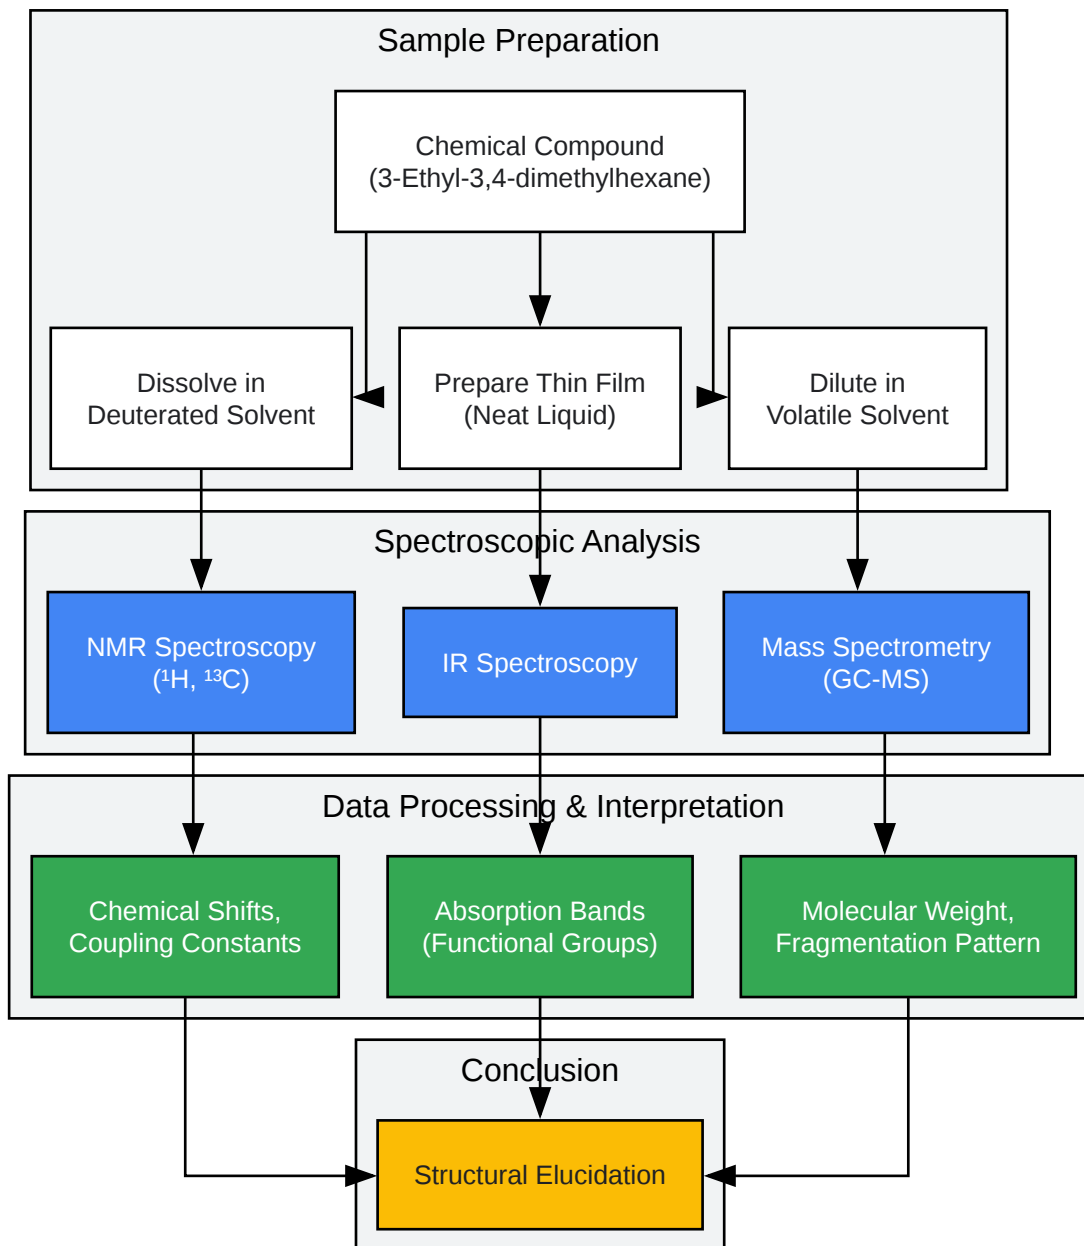 Sample Preparation
Chemical Compound
(3-Ethyl-3,4-dimethylhexane)
Dissolve in
Deuterated Solvent
Prepare Thin Film
(Neat Liquid)
Dilute in
Volatile Solvent
Spectroscopic Analysis
NMR Spectroscopy
(¹H, ¹³C)
IR Spectroscopy
Mass Spectrometry
(GC-MS)
Data Processing & Interpretation
Chemical Shifts,
Coupling Constants
Absorption Bands
(Functional Groups)
Molecular Weight,
Fragmentation Pattern
Conclusion
Structural Elucidation